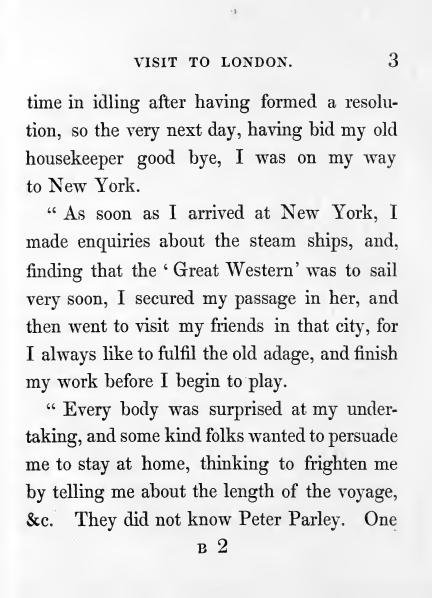 VISIT TO LONDON. 3
time in idling after having formed a resolu-
tion, so the very next day, having bid my old
housekeeper good bye, I was on my way
to New York.
“ As soon as I arrived at New York, I
made enquiries about the steam ships, and,
finding that the ‘ Great Western’ was to sail
very soon, I secured my passage in her, and
then went to visit my friends in that city, for
I always like to fulfil the old adage, and finish
my work before I begin to play.
“ Every body was surprised at my under-
taking, and some kind folks wanted to persuade
me to stay at home, thinking to frighten me
by telling me about the length of the voyage,
&c. They did not know Peter Parley. One
B 2